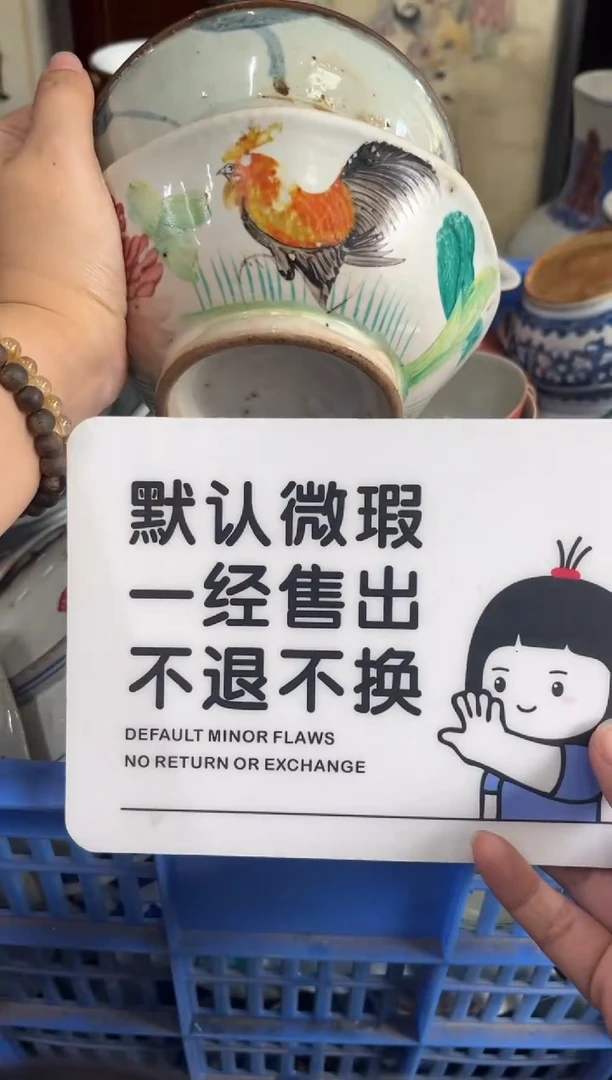 默认微瑕
一经售出
不退不换
DEFAULT MINOR FLAWS
NO RETURN OR EXCHANGE